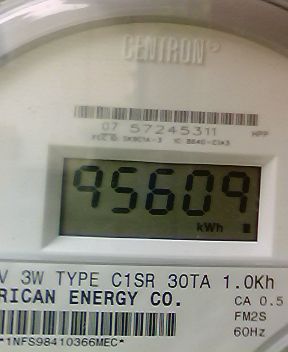 CENTRON®
07 57245311
HPP
95609
kWh
V 3W TYPE C1SR 30TA 1.0Kh
RICAN ENERGY CO.
CA 0.5
FM2S
60Hz
*1NFS98410366MEC*